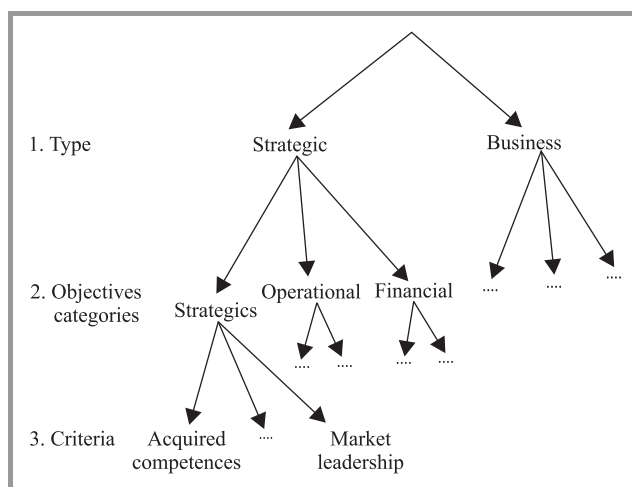 1. Type
Strategic
Business
2. Objectives
categories
Strategics
Operational
Financial
....
....
....
....
....
....
....
3. Criteria
Acquired
competences
....
Market
leadership